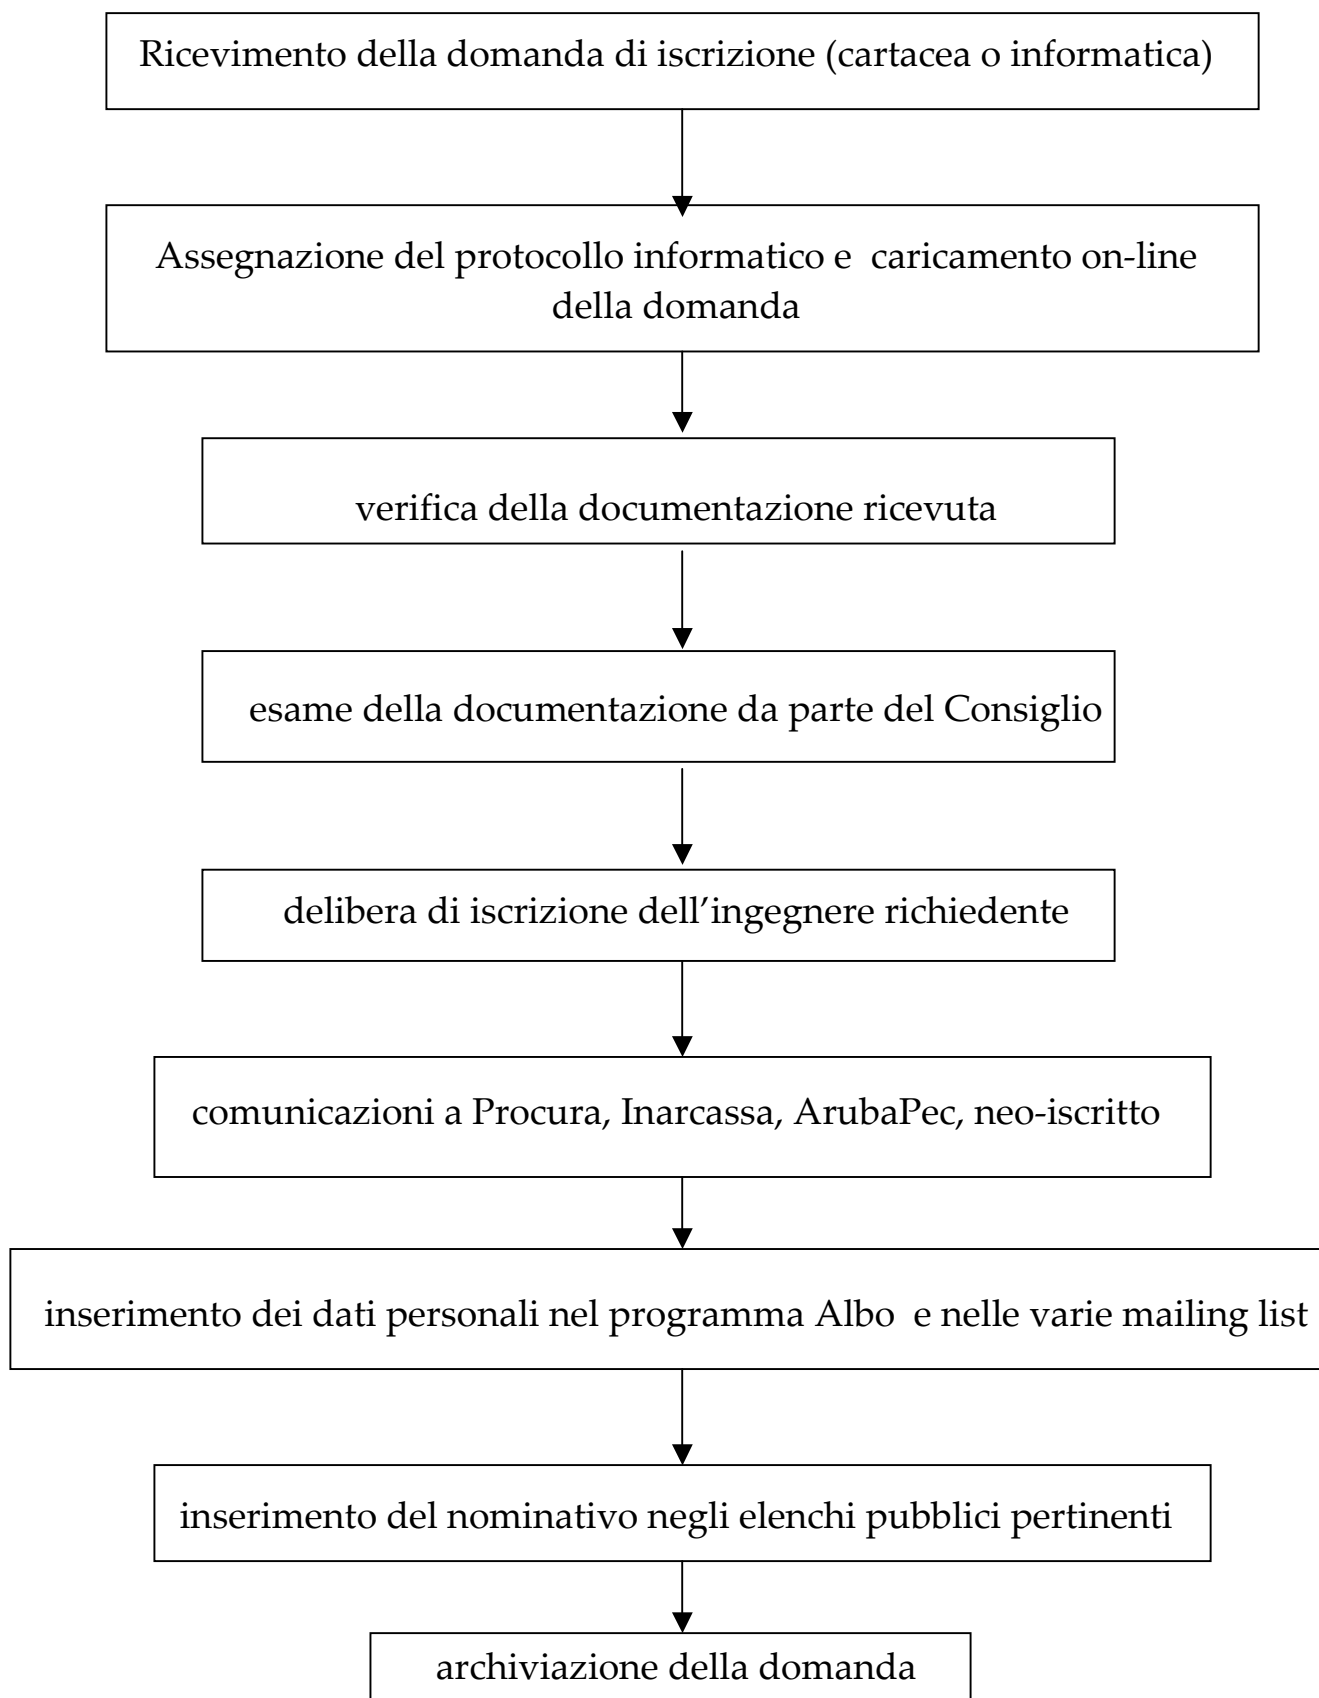 Ricevimento della domanda di iscrizione (cartacea o informatica)
Assegnazione del protocollo informatico e  caricamento on-line
della domanda
verifica della documentazione ricevuta
esame della documentazione da parte del Consiglio
delibera di iscrizione dell’ingegnere richiedente
comunicazioni a Procura, Inarcassa, ArubaPec, neo-iscritto
inserimento dei dati personali nel programma Albo  e nelle varie mailing list
inserimento del nominativo negli elenchi pubblici pertinenti
archiviazione della domanda